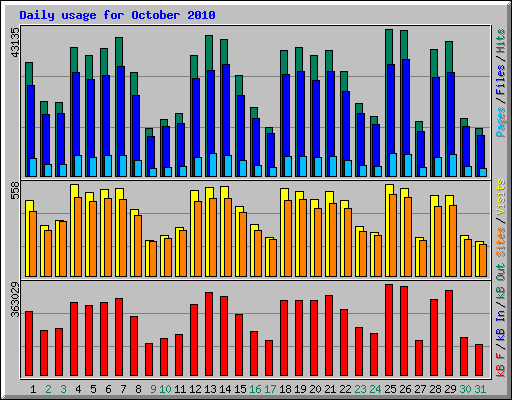 Daily usage for October 2010
43135
Pages / Files / Hits
558
Sites / Visits
363029
kB F / kB In / kB Out
1 2 3 4 5 6 7 8 9 10 11 12 13 14 15 16 17 18 19 20 21 22 23 24 25 26 27 28 29 30 31